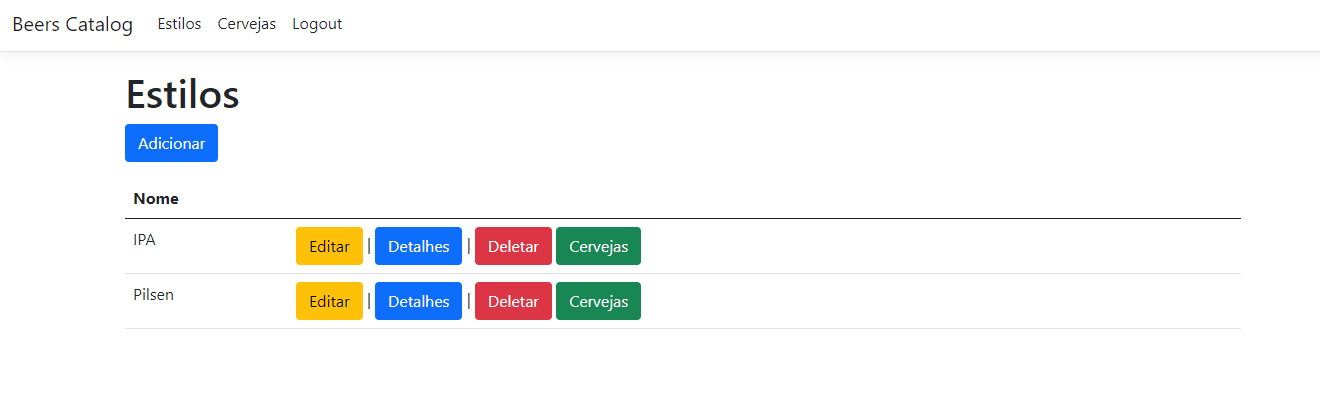 Beers Catalog Estilos Cervejas Logout
Estilos
Adicionar
Nome
IPA Editar | Detalhes | Deletar Cervejas
Pilsen Editar | Detalhes | Deletar Cervejas